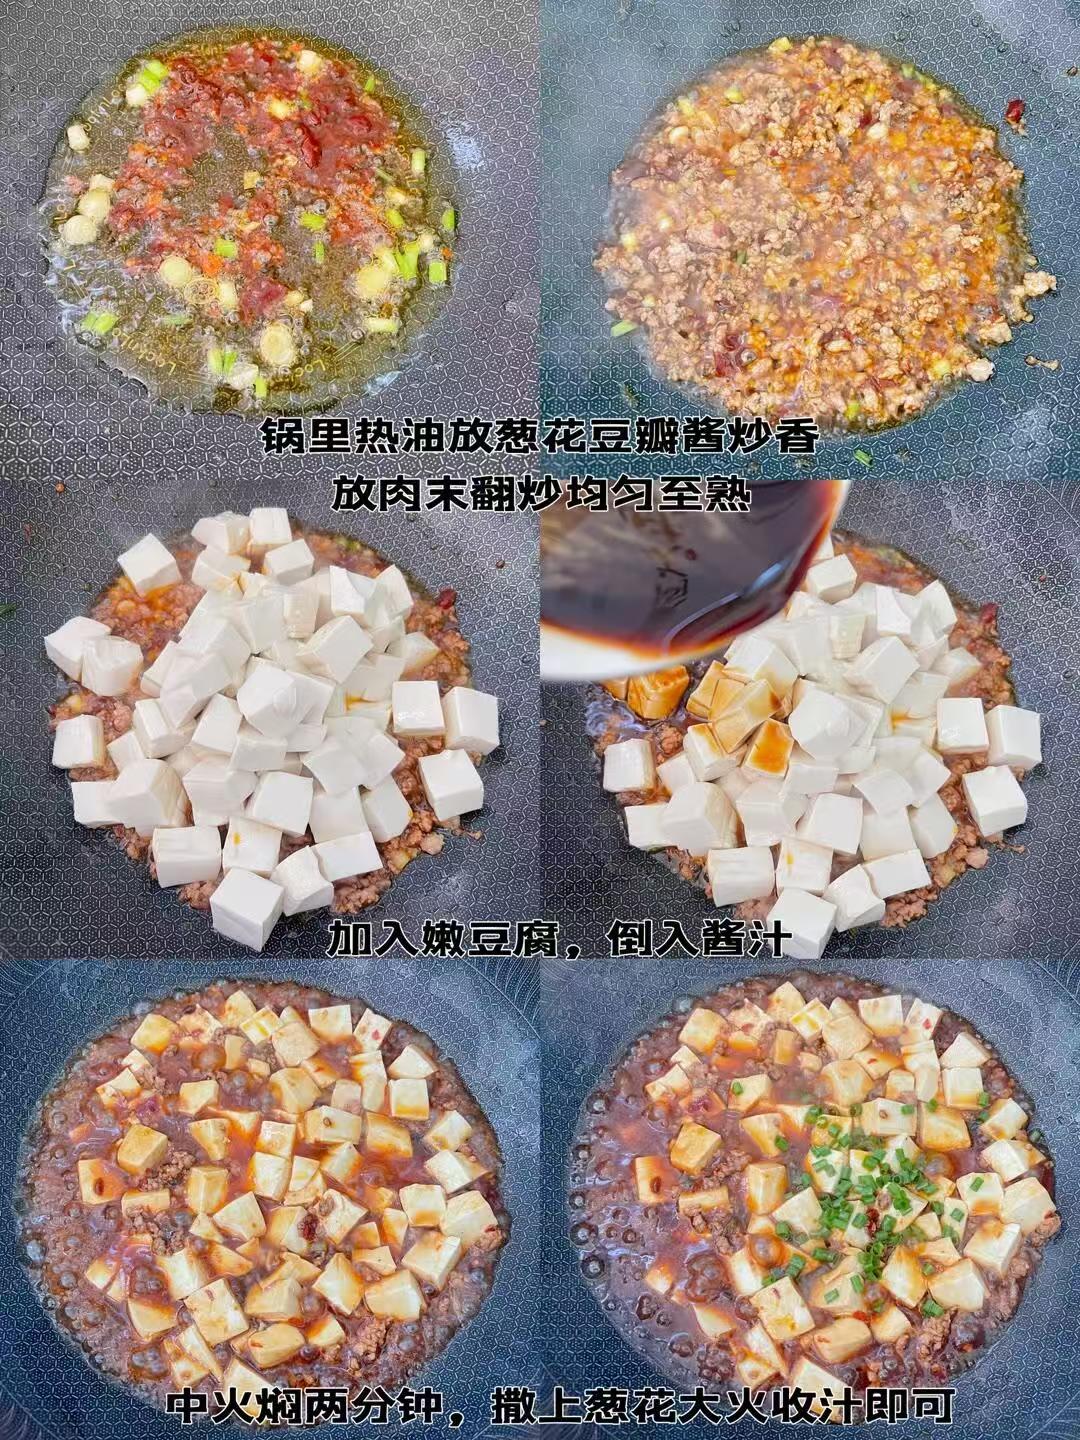 锅里热油放葱花豆瓣酱炒香
放肉末翻炒均匀至熟
加入嫩豆腐，倒入酱汁
中火焖两分钟，撒上葱花大火收汁即可